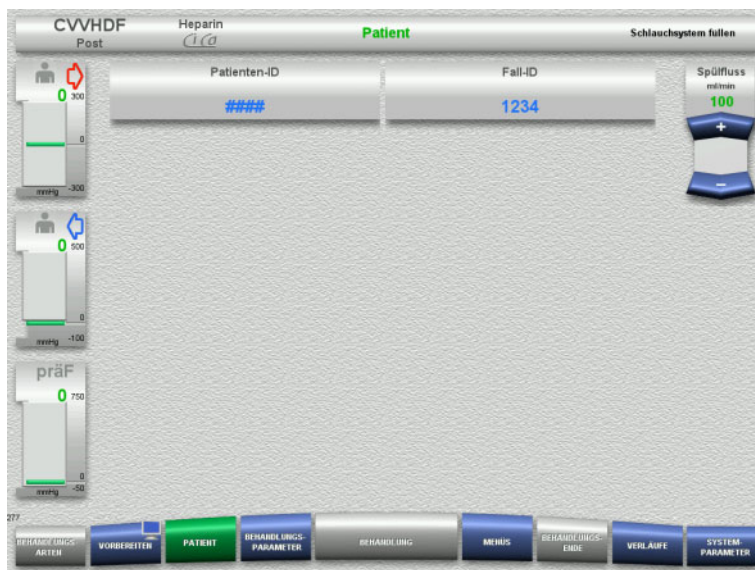 CVVHDF
Post
Heparin
Ci Ca
Patient
Schlauchsystem füllen
Patienten-ID
####
Fall-ID
1234
Spülfluss
ml/min
100
+
–
0
300
0
mmHg
-300
0
500
0
mmHg
-100
präF
0
750
0
mmHg
-50
277
BEHANDLUNGS-
ARTEN
VORBEREITEN
PATIENT
BEHANDLUNGS-
PARAMETER
BEHANDLUNG
MENÜS
BEHANDLUNGS-
ENDE
VERLÄUFE
SYSTEM-
PARAMETER